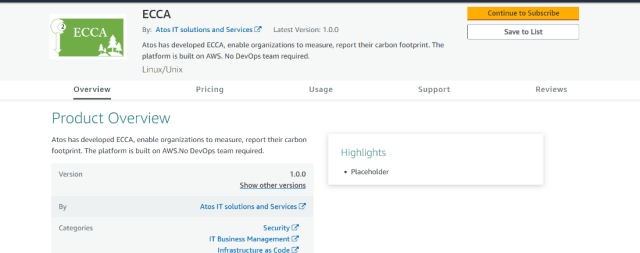 ECCA
ECCA
By: Atos IT solutions and Services Latest Version: 1.0.0
Atos has developed ECCA, enable organizations to measure, report their carbon footprint. The
platform is built on AWS. No DevOps team required.
Linux/Unix
Continue to Subscribe
Save to List
Overview Pricing Usage Support Reviews
Product Overview
Atos has developed ECCA, enable organizations to measure, report their carbon
footprint. The platform is built on AWS.No DevOps team required.
Version 1.0.0
Show other versions
By Atos IT solutions and Services
Categories Security
IT Business Management
Infrastructure as Code
Highlights
• Placeholder